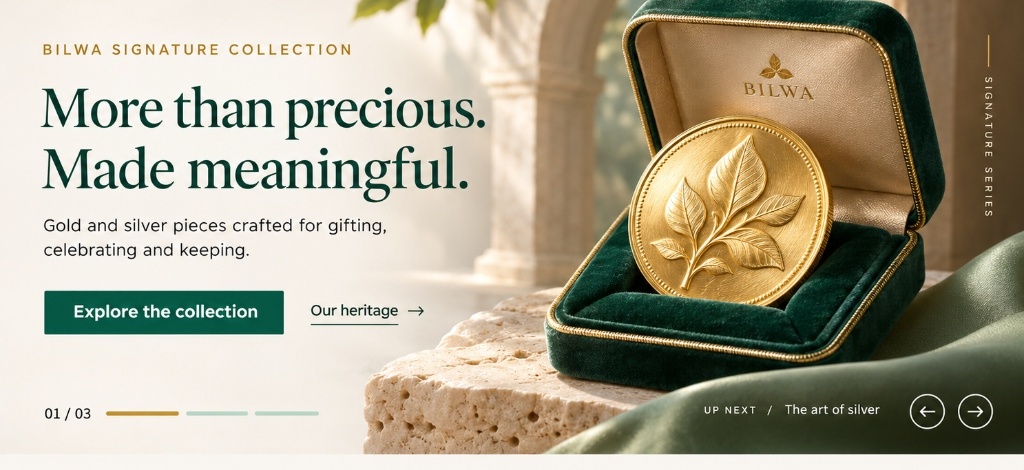 BILWA SIGNATURE COLLECTION
More than precious.
Made meaningful.
Gold and silver pieces crafted for gifting,
celebrating and keeping.
Explore the collection
Our heritage →
01 / 03
BILWA
SIGNATURE SERIES
UP NEXT / The art of silver
← →